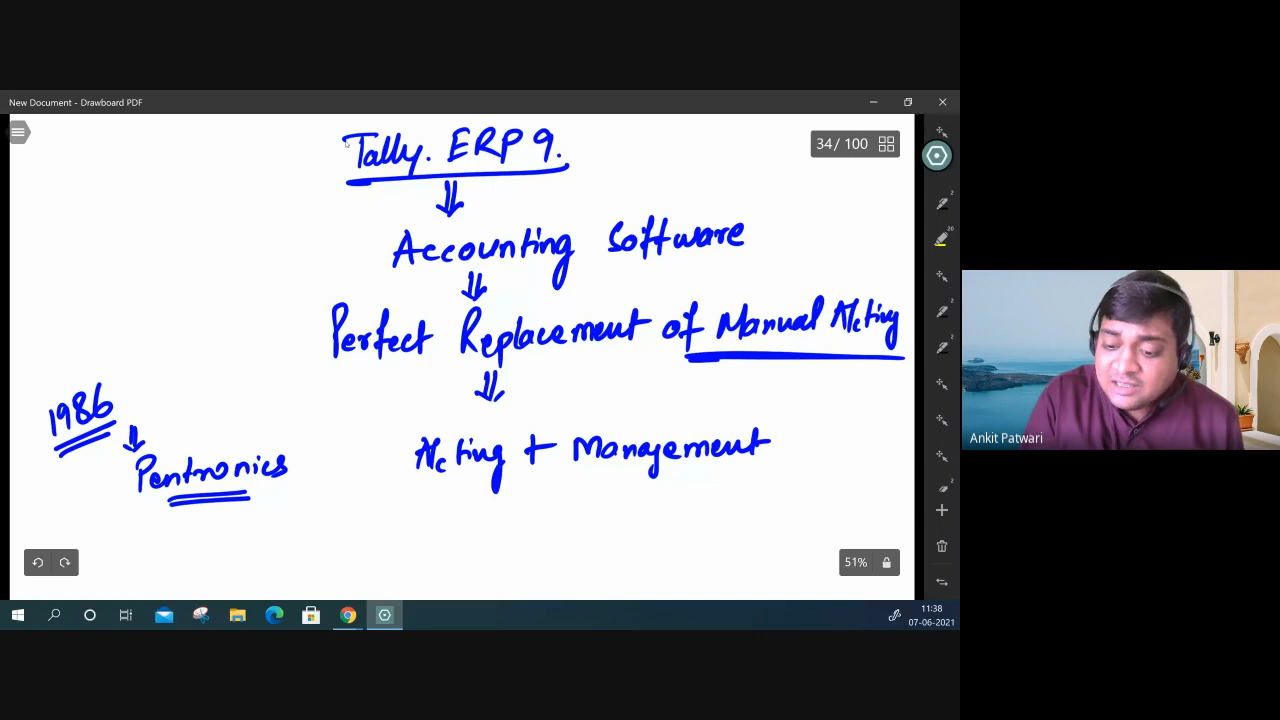 New Document - Drawboard PDF
Tally. ERP 9.
34 / 100
Accounting Software
Perfect Replacement of Manual A/cting
1986
Pentronics
A/cting + Management
Ankit Patwari
51%
11:38
07-06-2021